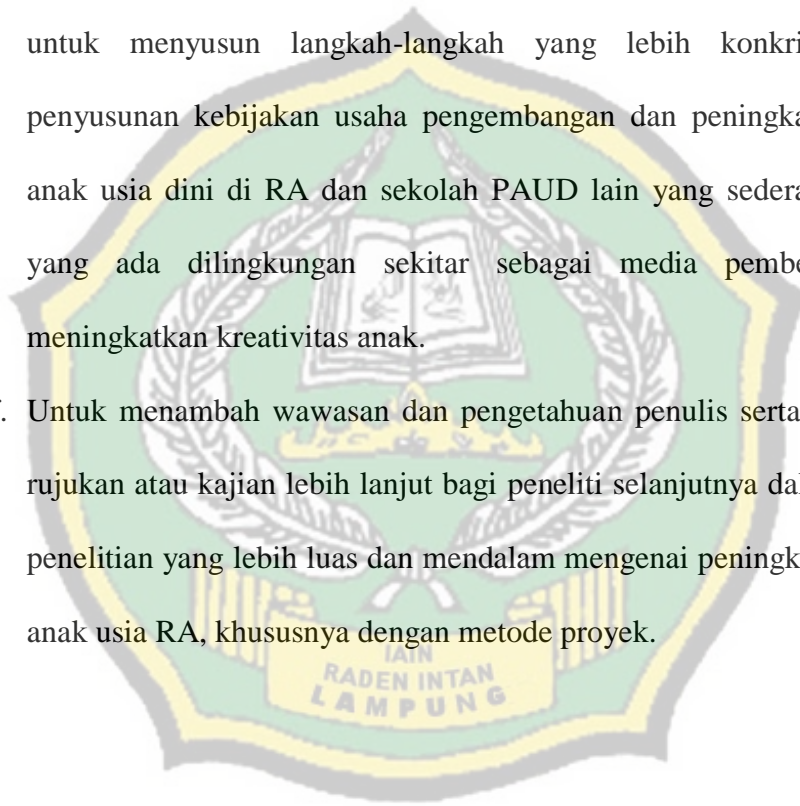 untuk menyusun langkah-langkah yang lebih konkri
penyusunan kebijakan usaha pengembangan dan peningka
anak usia dini di RA dan sekolah PAUD lain yang sedera
yang ada dilingkungan sekitar sebagai media pembe
meningkatkan kreativitas anak.
. Untuk menambah wawasan dan pengetahuan penulis serta
rujukan atau kajian lebih lanjut bagi peneliti selanjutnya dal
penelitian yang lebih luas dan mendalam mengenai peningk
anak usia RA, khususnya dengan metode proyek.
IAIN
RADEN INTAN
LAMPUNG